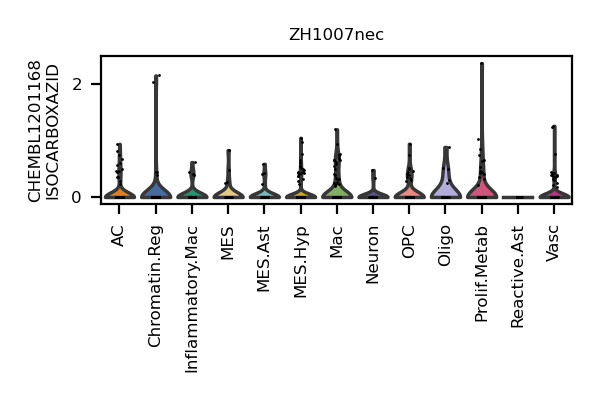 ZH1007nec
CHEMBL1201168
ISOCARBOXAZID
2
0
AC
Chromatin.Reg
Inflammatory.Mac
MES
MES.Ast
MES.Hyp
Mac
Neuron
OPC
Oligo
Prolif.Metab
Reactive.Ast
Vasc